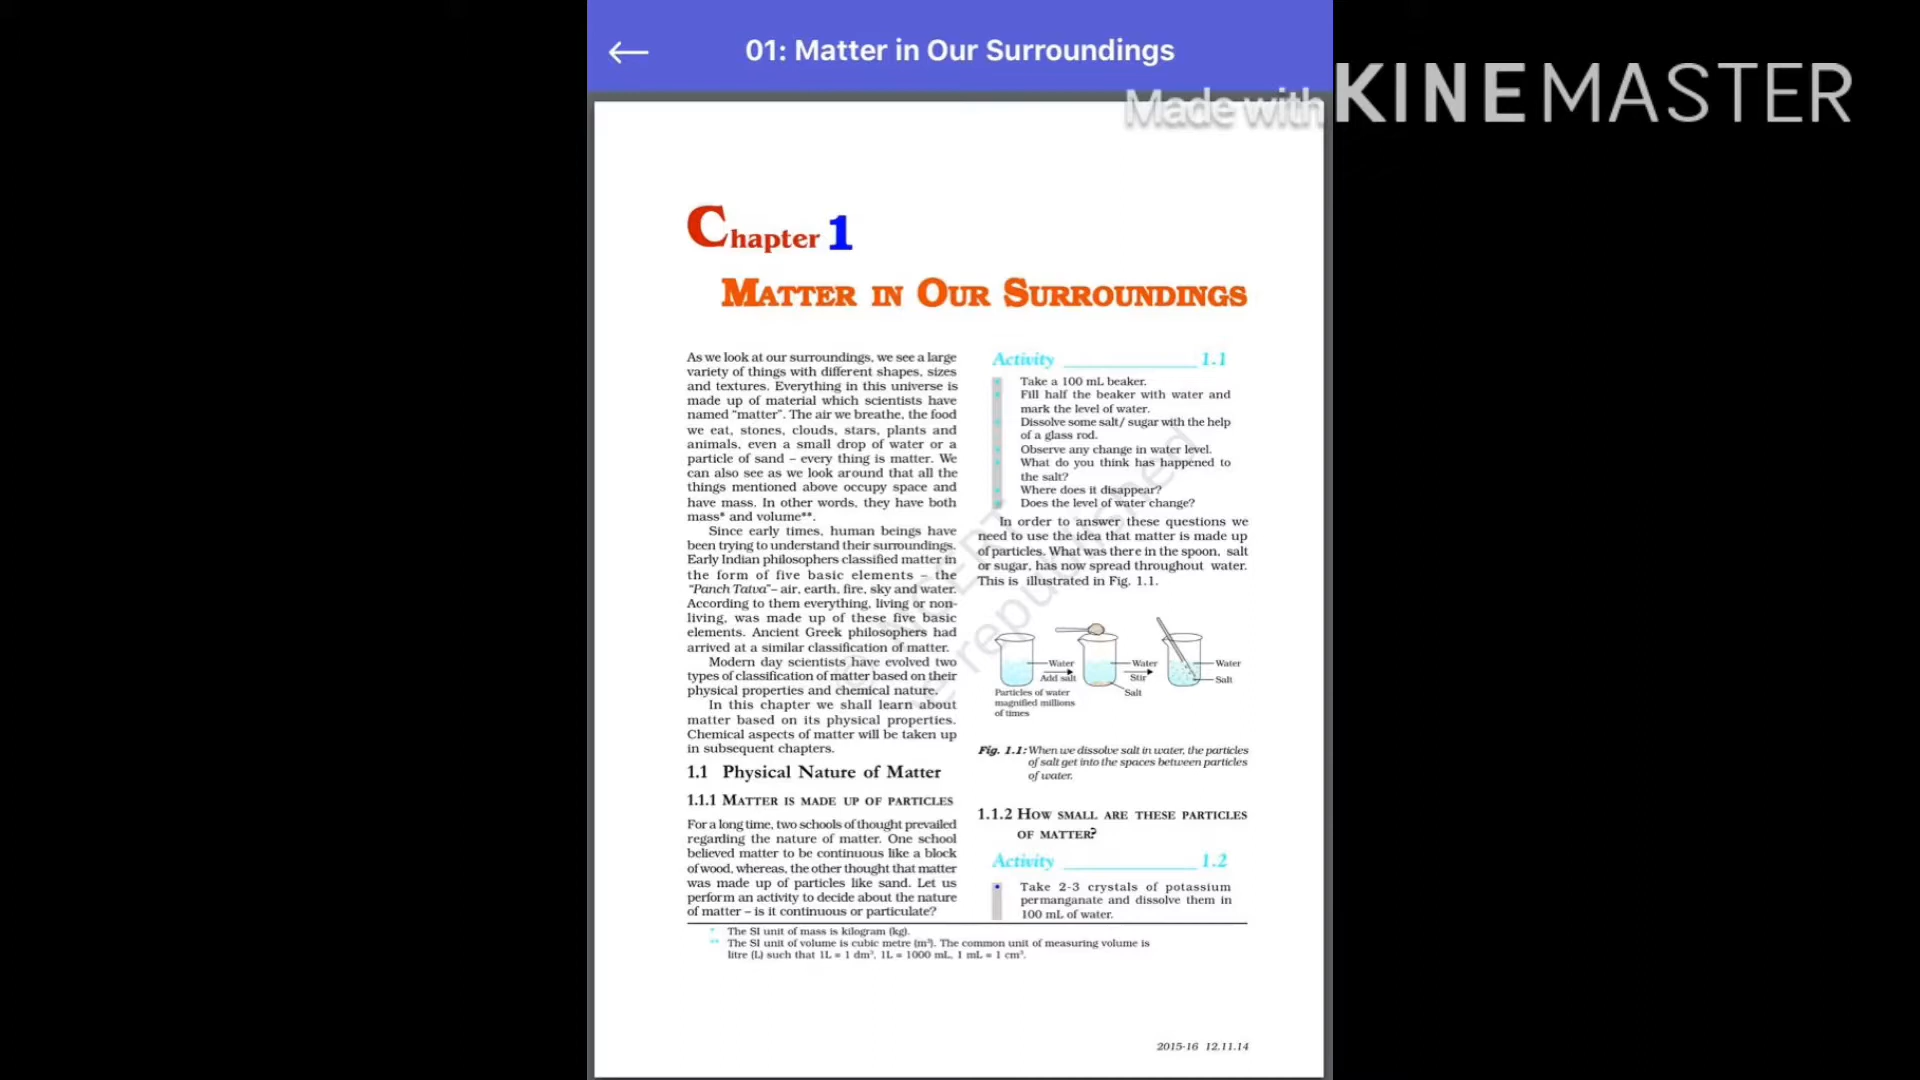 01: Matter in Our Surroundings
Made with KINEMASTER
Chapter 1
MATTER IN OUR SURROUNDINGS
As we look at our surroundings, we see a large
variety of things with different shapes, sizes
and textures. Everything in this universe is
made up of material which scientists have
named “matter”. The air we breathe, the food
we eat, stones, clouds, stars, plants and
animals, even a small drop of water or a
particle of sand – every thing is matter. We
can also see as we look around that all the
things mentioned above occupy space and
have mass. In other words, they have both
mass* and volume**.
Since early times, human beings have
been trying to understand their surroundings.
Early Indian philosophers classified matter in
the form of five basic elements – the
“Panch Tatva”– air, earth, fire, sky and water.
According to them everything, living or non-
living, was made up of these five basic
elements. Ancient Greek philosophers had
arrived at a similar classification of matter.
Modern day scientists have evolved two
types of classification of matter based on their
physical properties and chemical nature.
In this chapter we shall learn about
matter based on its physical properties.
Chemical aspects of matter will be taken up
in subsequent chapters.
1.1 Physical Nature of Matter
1.1.1 MATTER IS MADE UP OF PARTICLES
For a long time, two schools of thought prevailed
regarding the nature of matter. One school
believed matter to be continuous like a block
of wood, whereas, the other thought that matter
was made up of particles like sand. Let us
perform an activity to decide about the nature
of matter – is it continuous or particulate?
Activity 1.1
• Take a 100 mL beaker.
• Fill half the beaker with water and
mark the level of water.
• Dissolve some salt/ sugar with the help
of a glass rod.
• Observe any change in water level.
• What do you think has happened to
the salt?
• Where does it disappear?
• Does the level of water change?
In order to answer these questions we
need to use the idea that matter is made up
of particles. What was there in the spoon, salt
or sugar, has now spread throughout water.
This is illustrated in Fig. 1.1.
Water
Add salt
Water
Stir
Salt
Water
Salt
Particles of water
magnified millions
of times
Fig. 1.1: When we dissolve salt in water, the particles
of salt get into the spaces between particles
of water.
1.1.2 HOW SMALL ARE THESE PARTICLES
OF MATTER?
Activity 1.2
• Take 2-3 crystals of potassium
permanganate and dissolve them in
100 mL of water.
* The SI unit of mass is kilogram (kg).
** The SI unit of volume is cubic metre (m³). The common unit of measuring volume is
litre (L) such that 1L = 1 dm³, 1L = 1000 mL, 1 mL = 1 cm³.
2015-16 12.11.14
© NCERT
republished